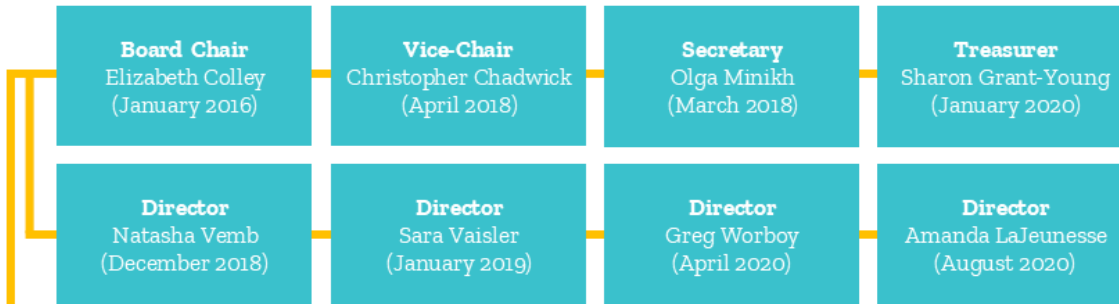 Board Chair
Elizabeth Colley
(January 2016)
Vice-Chair
Christopher Chadwick
(April 2018)
Secretary
Olga Minikh
(March 2018)
Treasurer
Sharon Grant-Young
(January 2020)
Director
Natasha Vemb
(December 2018)
Director
Sara Vaisler
(January 2019)
Director
Greg Worboy
(April 2020)
Director
Amanda LaJeunesse
(August 2020)